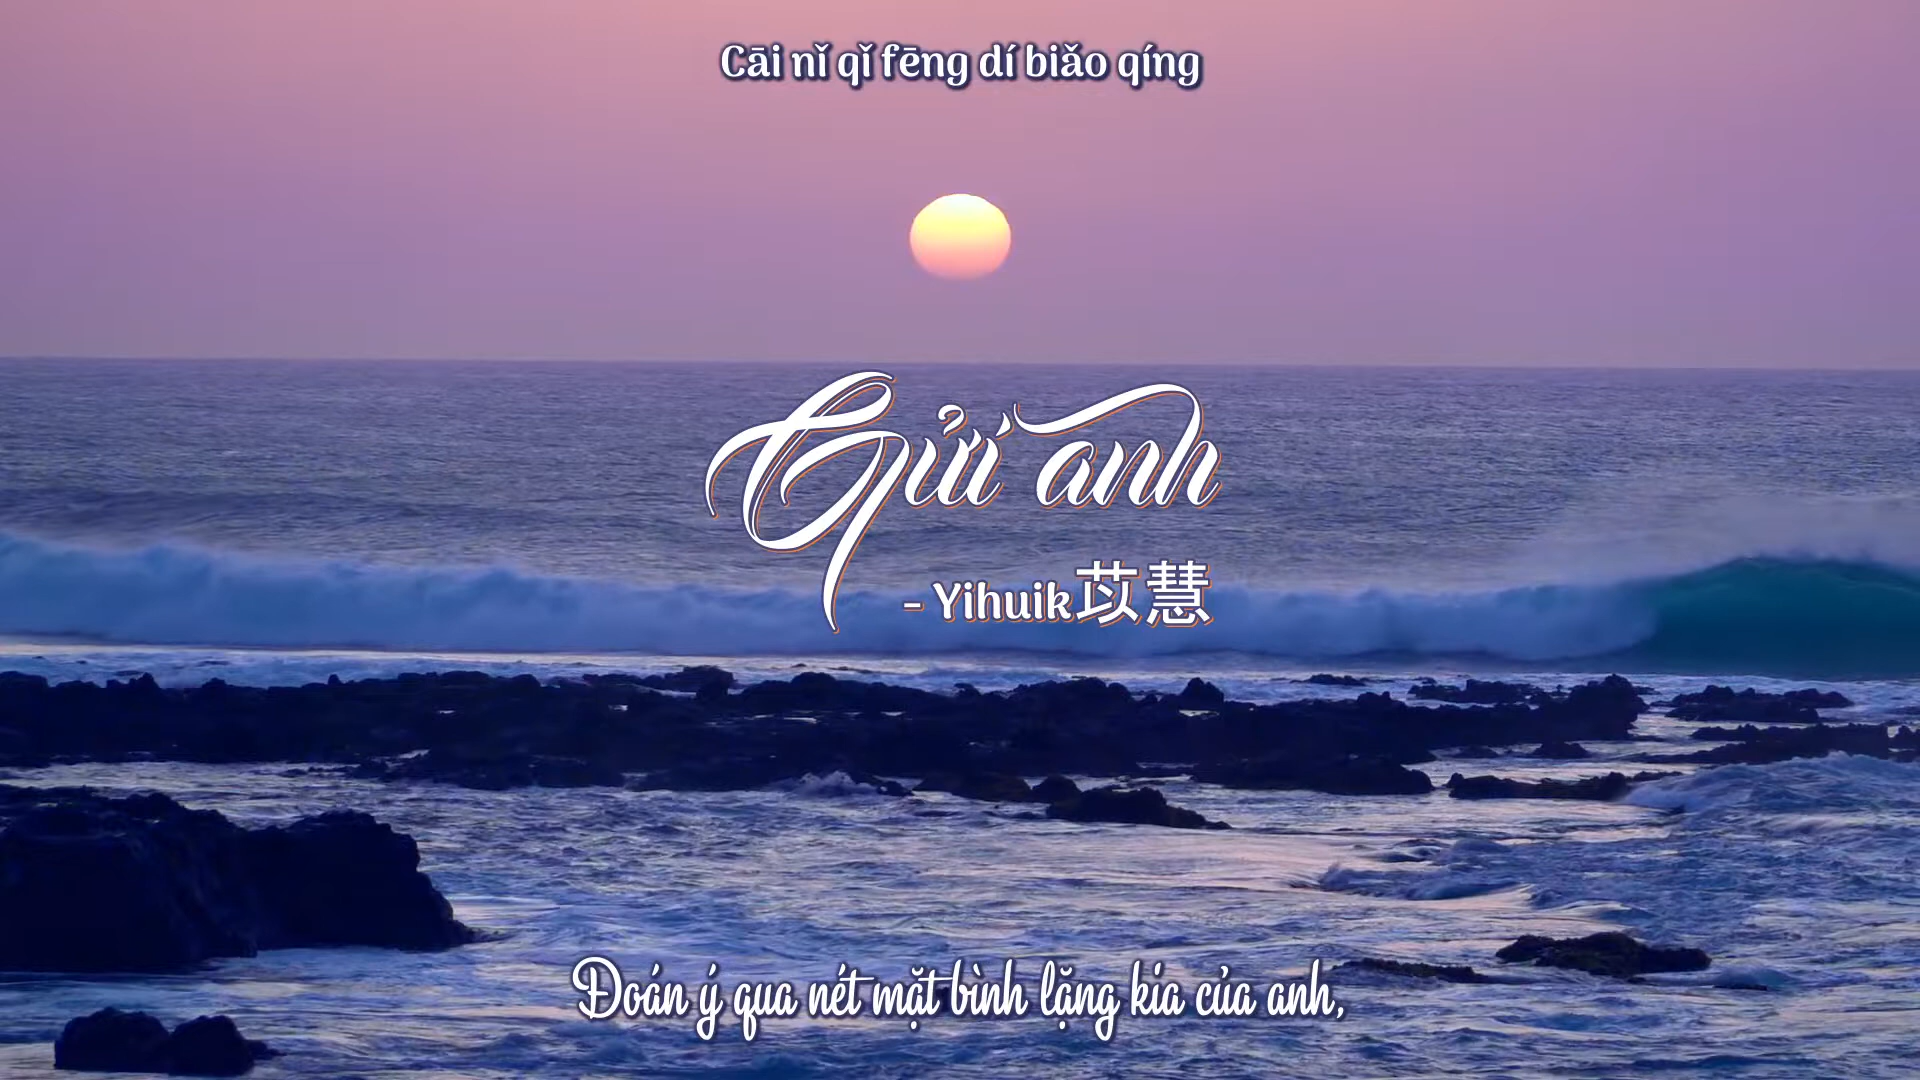 Cāi nǐ qǐ fēng dí biǎo qíng
Gửi anh
- Yihuik苡慧
Đoán ý qua nét mặt bình lặng kia của anh,